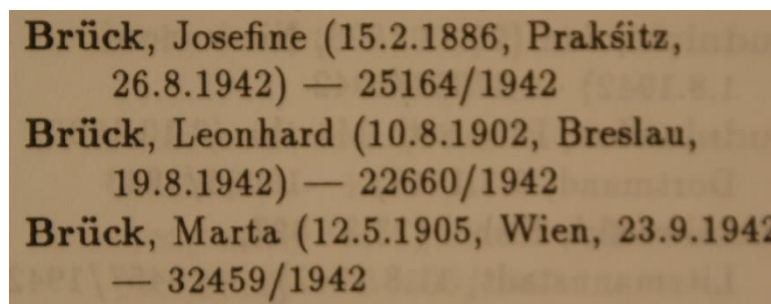 Brück, Josefine (15.2.1886, Prakśitz,
26.8.1942) — 25164/1942
Brück, Leonhard (10.8.1902, Breslau,
19.8.1942) — 22660/1942
Brück, Marta (12.5.1905, Wien, 23.9.1942
— 32459/1942